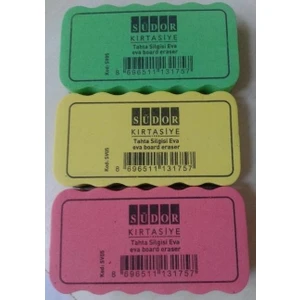 SÜDOR
KIRTASİYE
Tahta Silgisi Eva
eva board eraser
8 696511 131757
SÜDOR
KIRTASİYE
Tahta Silgisi Eva
eva board eraser
8 696511 131757
SÜDOR
KIRTASİYE
Tahta Silgisi Eva
eva board eraser
8 696511 131757